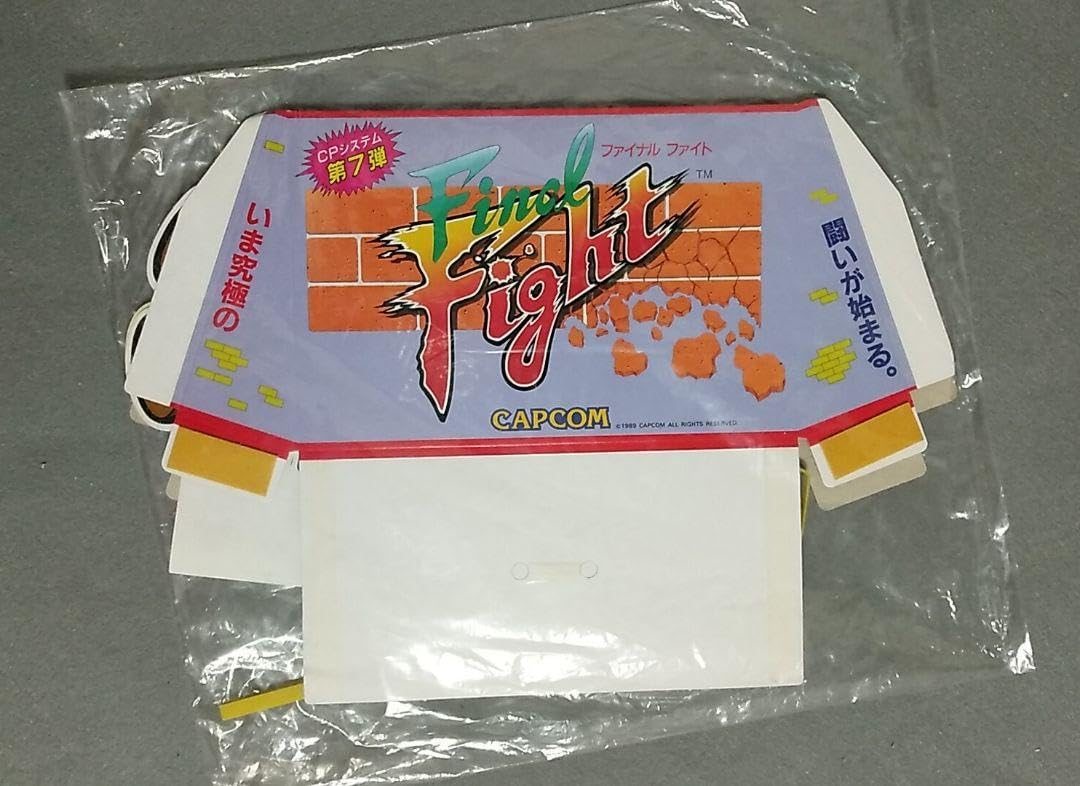 CPシステム
第7弾
Final
Fight
ファイナル ファイト
TM
いま究極の
闘いが始まる。
CAPCOM
©1989 CAPCOM ALL RIGHTS RESERVED.